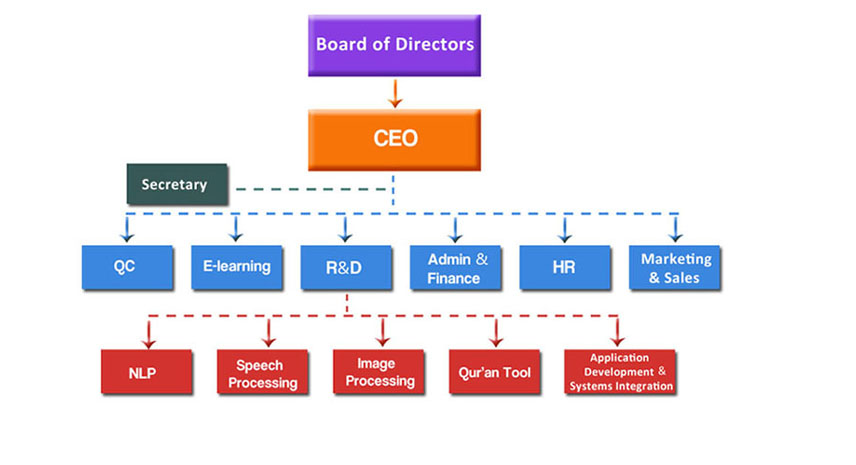 Board of Directors
CEO
Secretary
QC
E-learning
R&D
Admin &
Finance
HR
Marketing
& Sales
NLP
Speech
Processing
Image
Processing
Qur'an Tool
Application
Development &
Systems Integration